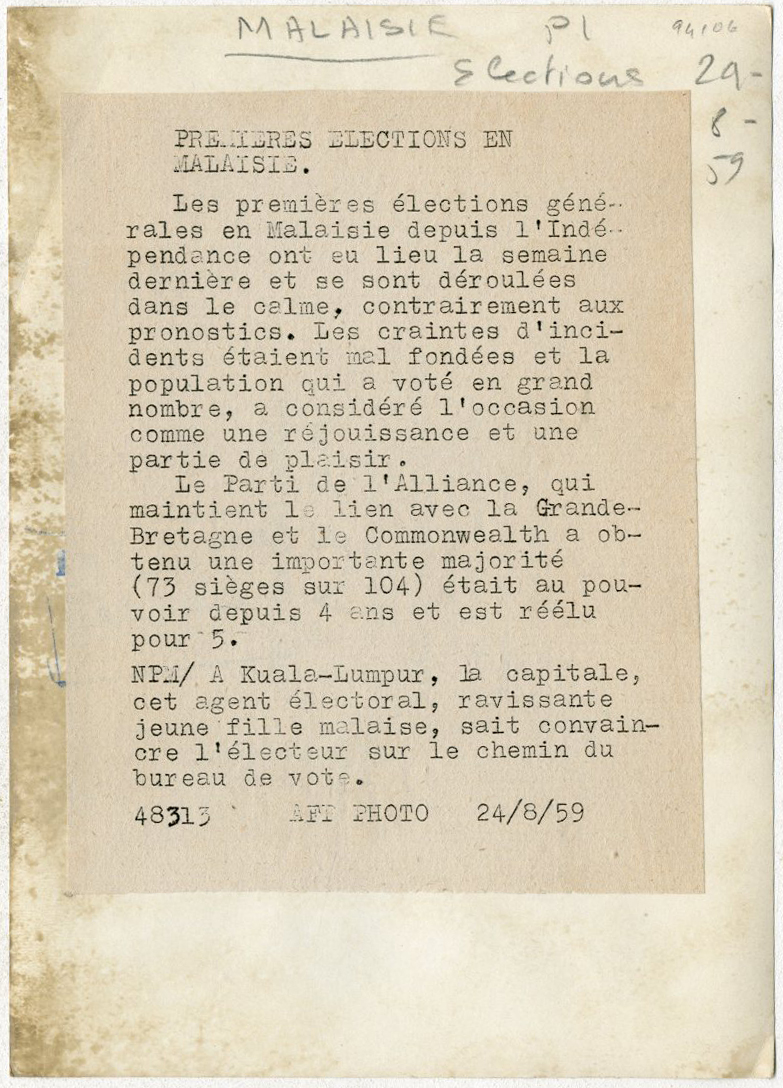 MALAISIE P1 94106
Elections 29-
8-
59
PREMIERES ELECTIONS EN
MALAISIE.
Les premières élections géné-
rales en Malaisie depuis l'Indé-
pendance ont eu lieu la semaine
dernière et se sont déroulées
dans le calme, contrairement aux
pronostics. Les craintes d'inci-
dents étaient mal fondées et la
population qui a voté en grand
nombre, a considéré l'occasion
comme une réjouissance et une
partie de plaisir.
Le Parti de l'Alliance, qui
maintient le lien avec la Grande-
Bretagne et le Commonwealth a ob-
tenu une importante majorité
(73 sièges sur 104) était au pou-
voir depuis 4 ans et est réélu
pour 5.
NPM/ A Kuala-Lumpur, la capitale,
cet agent électoral, ravissante
jeune fille malaise, sait convain-
cre l'électeur sur le chemin du
bureau de vote.
48313 AFP PHOTO 24/8/59